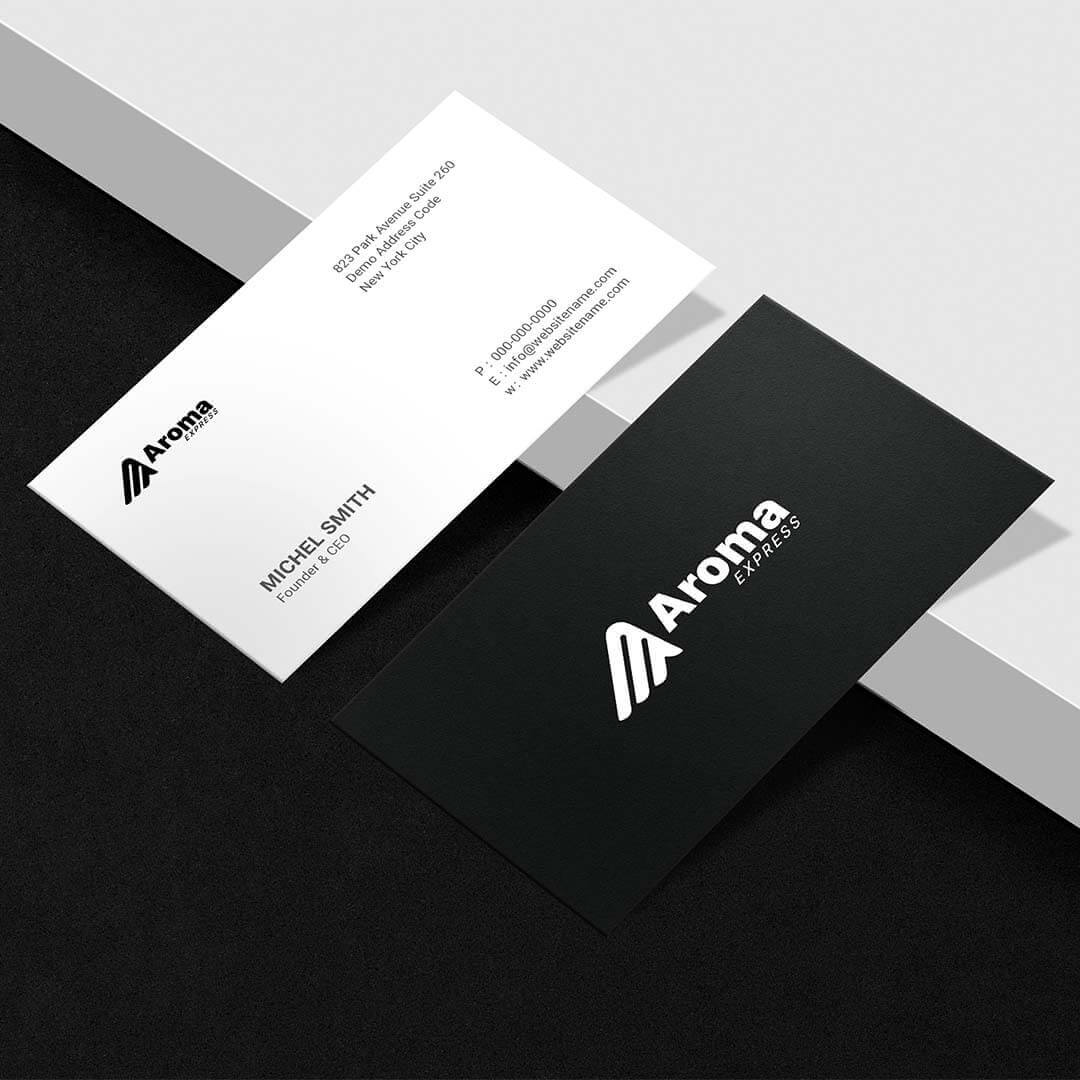 823 Park Avenue Suite 260
Demo Address Code
New York City
P : 000-000-0000
E : info@websitename.com
w: www.websitename.com
Aroma
EXPRESS
MICHEL SMITH
Founder & CEO
Aroma
EXPRESS